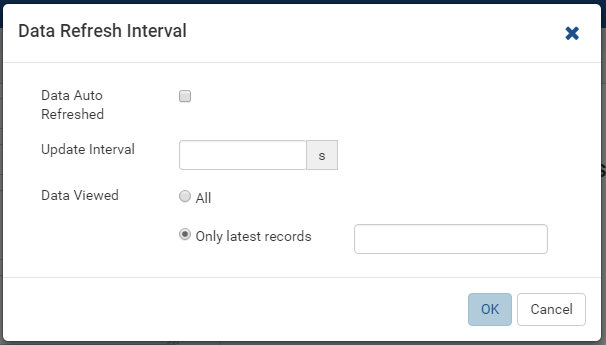 Data Refresh Interval
Data Auto
Refreshed
Update Interval
s
Data Viewed
All
Only latest records
OK
Cancel